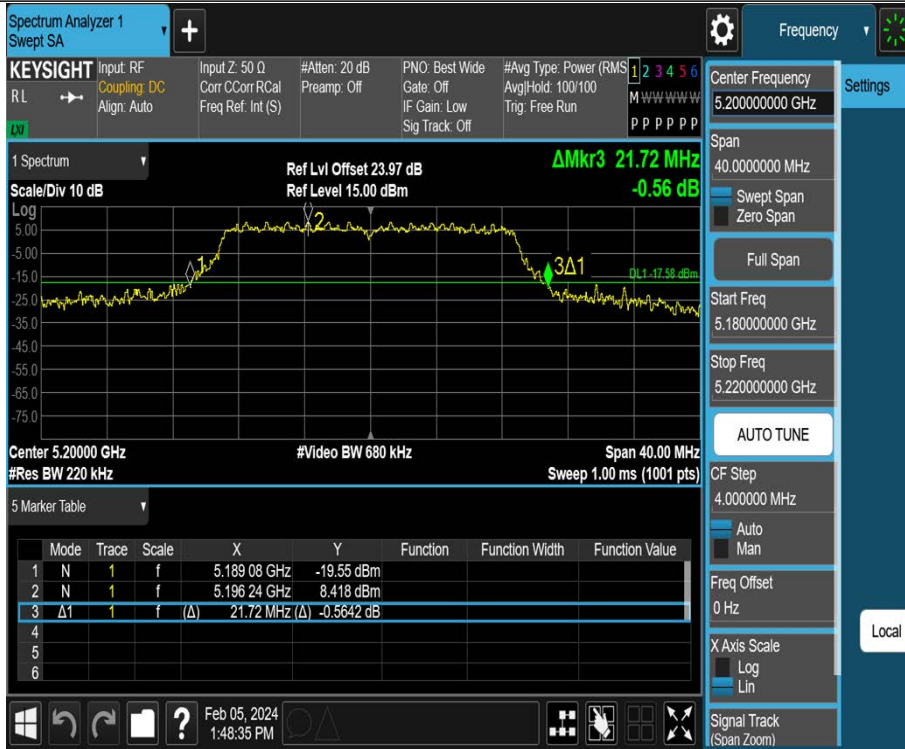 Spectrum Analyzer 1
Swept SA
+
Frequency
KEYSIGHT
R L
LXI
Input: RF
Coupling: DC
Align: Auto
Input Z: 50 Ω
Corr CCorr RCal
Freq Ref: Int (S)
#Atten: 20 dB
Preamp: Off
PNO: Best Wide
Gate: Off
IF Gain: Low
Sig Track: Off
#Avg Type: Power (RMS
Avg|Hold: 100/100
Trig: Free Run
1 2 3 4 5 6
M W W W W W
P P P P P P
1 Spectrum
Scale/Div 10 dB
Ref Lvl Offset 23.97 dB
Ref Level 15.00 dBm
ΔMkr3 21.72 MHz
-0.56 dB
Log
5.00
-5.00
-15.0
-25.0
-35.0
-45.0
-55.0
-65.0
-75.0
1
2
3Δ1
DL1 -17.58 dBm
Center 5.20000 GHz
#Video BW 680 kHz
Span 40.00 MHz
#Res BW 220 kHz
Sweep 1.00 ms (1001 pts)
5 Marker Table
Mode Trace Scale X Y Function Function Width Function Value
1 N 1 f 5.189 08 GHz -19.55 dBm
2 N 1 f 5.196 24 GHz 8.418 dBm
3 Δ1 1 f (Δ) 21.72 MHz (Δ) -0.5642 dB
4
5
6
?
Feb 05, 2024
1:48:35 PM
Center Frequency
5.200000000 GHz
Span
40.0000000 MHz
Swept Span
Zero Span
Full Span
Start Freq
5.180000000 GHz
Stop Freq
5.220000000 GHz
AUTO TUNE
CF Step
4.000000 MHz
Auto
Man
Freq Offset
0 Hz
X Axis Scale
Log
Lin
Signal Track
(Span Zoom)
Settings
Local